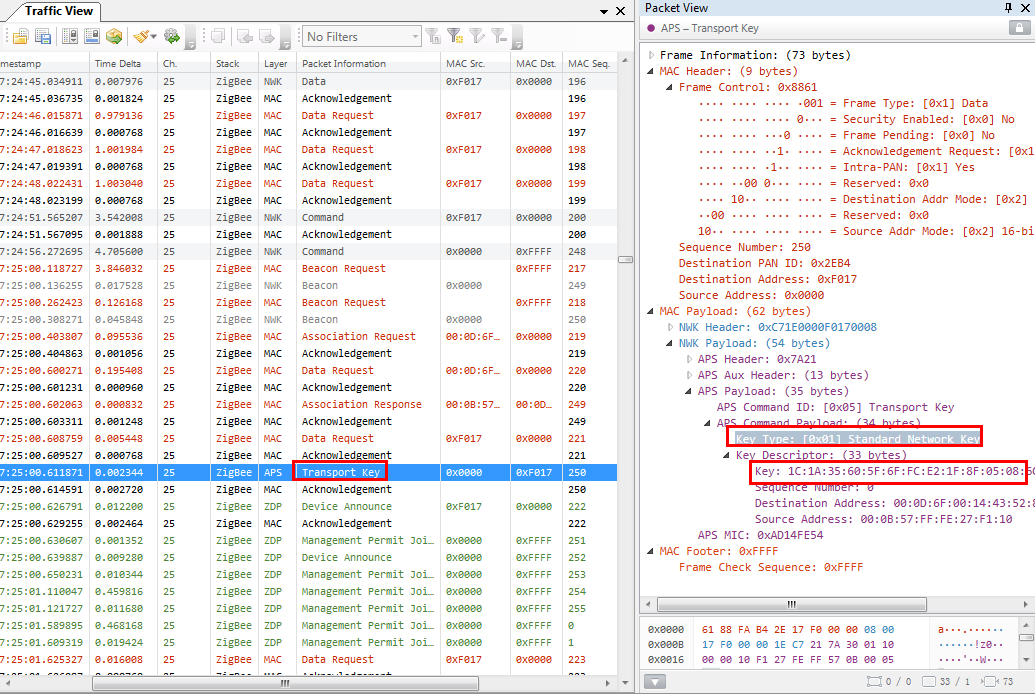 Traffic View
No Filters
mestamp Time Delta Ch. Stack Layer Packet Information MAC Src. MAC Dst. MAC Seq.
7:24:45.034911 0.007976 25 ZigBee NWK Data 0xF017 0x0000 196
7:24:45.036735 0.001824 25 ZigBee MAC Acknowledgement 196
7:24:46.015871 0.979136 25 ZigBee MAC Data Request 0xF017 0x0000 197
7:24:46.016639 0.000768 25 ZigBee MAC Acknowledgement 197
7:24:47.018623 1.001984 25 ZigBee MAC Data Request 0xF017 0x0000 198
7:24:47.019391 0.000768 25 ZigBee MAC Acknowledgement 198
7:24:48.022431 1.003040 25 ZigBee MAC Data Request 0xF017 0x0000 199
7:24:48.023199 0.000768 25 ZigBee MAC Acknowledgement 199
7:24:51.565207 3.542008 25 ZigBee NWK Command 0xF017 0x0000 200
7:24:51.567095 0.001888 25 ZigBee MAC Acknowledgement 200
7:24:56.272695 4.705600 25 ZigBee NWK Command 0x0000 0xFFFF 248
7:25:00.118727 3.846032 25 ZigBee MAC Beacon Request 0xFFFF 217
7:25:00.136255 0.017528 25 ZigBee MAC Beacon 0x0000 249
7:25:00.262423 0.126168 25 ZigBee MAC Beacon Request 0xFFFF 218
7:25:00.308271 0.045848 25 ZigBee MAC Beacon 0x0000 250
7:25:00.403807 0.095536 25 ZigBee MAC Association Request 00:0D:6F… 0x0000 219
7:25:00.404863 0.001056 25 ZigBee MAC Acknowledgement 219
7:25:00.600271 0.195408 25 ZigBee MAC Data Request 00:0D:6F… 0x0000 220
7:25:00.601231 0.000960 25 ZigBee MAC Acknowledgement 220
7:25:00.602063 0.000832 25 ZigBee MAC Association Response 00:0B:57… 00:0D… 249
7:25:00.603311 0.001248 25 ZigBee MAC Acknowledgement 249
7:25:00.608759 0.005448 25 ZigBee MAC Data Request 0xF017 0x0000 221
7:25:00.609527 0.000768 25 ZigBee MAC Acknowledgement 221
7:25:00.611871 0.002344 25 ZigBee APS Transport Key 0x0000 0xF017 250
7:25:00.614591 0.002720 25 ZigBee MAC Acknowledgement 250
7:25:00.626791 0.012200 25 ZigBee ZDP Device Announce 0xF017 0x0000 222
7:25:00.629255 0.002464 25 ZigBee MAC Acknowledgement 222
7:25:00.630607 0.001352 25 ZigBee ZDP Management Permit Joi… 0x0000 0xFFFF 251
7:25:00.639887 0.009280 25 ZigBee ZDP Device Announce 0x0000 0xFFFF 252
7:25:00.650231 0.010344 25 ZigBee ZDP Management Permit Joi… 0x0000 0xFFFF 253
7:25:01.110047 0.459816 25 ZigBee ZDP Management Permit Joi… 0x0000 0xFFFF 254
7:25:01.121727 0.011680 25 ZigBee ZDP Management Permit Joi… 0x0000 0xFFFF 255
7:25:01.589895 0.468168 25 ZigBee ZDP Management Permit Joi… 0x0000 0xFFFF 0
7:25:01.609319 0.019424 25 ZigBee ZDP Management Permit Joi… 0x0000 0xFFFF 1
7:25:01.625327 0.016008 25 ZigBee MAC Data Request 0xF017 0x0000 223
Packet View
APS – Transport Key
Frame Information: (73 bytes)
MAC Header: (9 bytes)
Frame Control: 0x8861
···· ···· ···· ·001 = Frame Type: [0x1] Data
···· ···· ···· 0··· = Security Enabled: [0x0] No
···· ···· ···0 ···· = Frame Pending: [0x0] No
···· ···· ··1· ···· = Acknowledgement Request: [0x1
···· ···· ·1·· ···· = Intra-PAN: [0x1] Yes
···· ··00 0··· ···· = Reserved: 0x0
···· 10·· ···· ···· = Destination Addr Mode: [0x2]
··00 ···· ···· ···· = Reserved: 0x0
10·· ···· ···· ···· = Source Addr Mode: [0x2] 16-bi
Sequence Number: 250
Destination PAN ID: 0x2EB4
Destination Address: 0xF017
Source Address: 0x0000
MAC Payload: (62 bytes)
NWK Header: 0xC71E0000F0170008
NWK Payload: (54 bytes)
APS Header: 0x7A21
APS Aux Header: (13 bytes)
APS Payload: (35 bytes)
APS Command ID: [0x05] Transport Key
APS Command Payload: (34 bytes)
Key Type: [0x01] Standard Network Key
Key Descriptor: (33 bytes)
Key: 1C:1A:35:60:5F:6F:FC:E2:1F:8F:05:08:
Sequence Number: 0
Destination Address: 00:0D:6F:00:14:43:52:8
Source Address: 00:0B:57:FF:FE:27:F1:10
APS MIC: 0xAD14FE54
MAC Footer: 0xFFFF
Frame Check Sequence: 0xFFFF
0x0000 61 88 FA B4 2E 17 F0 00 00 08 00 a···.······
0x000B 17 F0 00 00 1E C7 21 7A 30 01 10 ······!z0··
0x0016 00 00 10 F1 27 FE FF 57 0B 00 05 ····'··W···
0 / 0 33 / 1 73